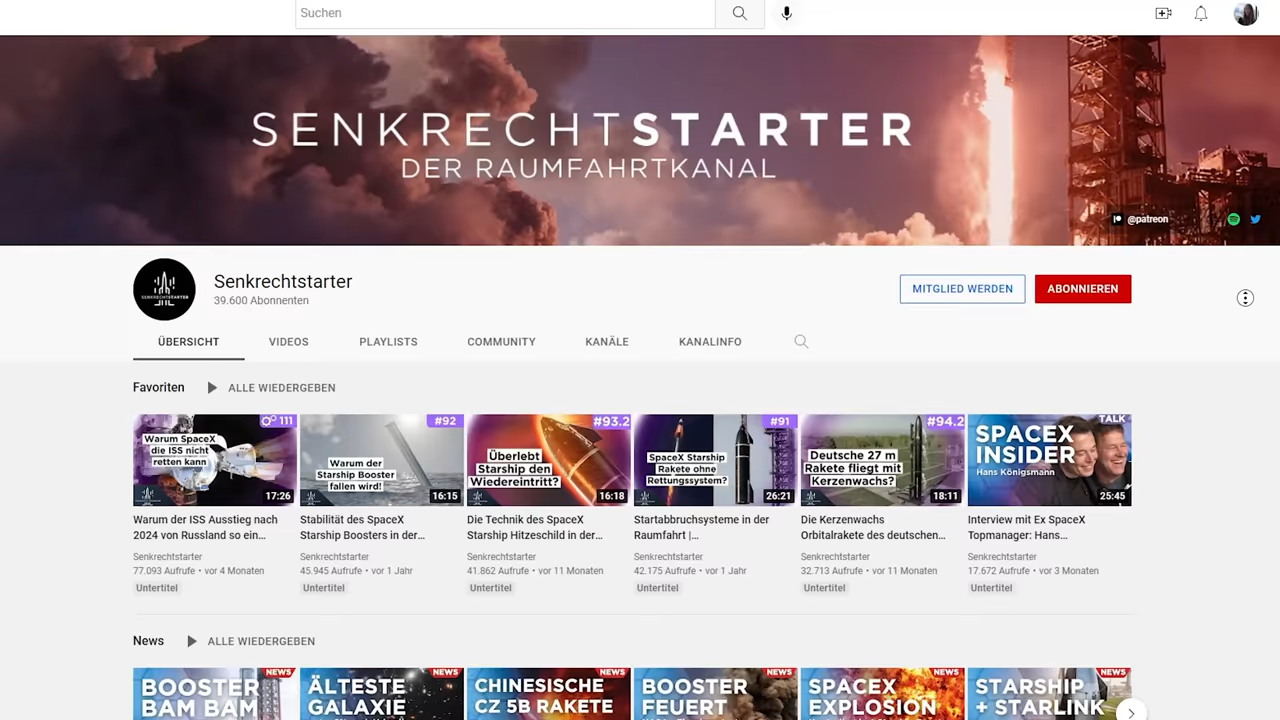 Suchen
SENKRECHTSTARTER
DER RAUMFAHRTKANAL
@patreon
SENKRECHTSTARTER
Senkrechtstarter
39.600 Abonnenten
MITGLIED WERDEN
ABONNIEREN
ÜBERSICHT
VIDEOS
PLAYLISTS
COMMUNITY
KANÄLE
KANALINFO
Favoriten
ALLE WIEDERGEBEN
111
Warum SpaceX
die ISS nicht
retten kann
17:26
#92
Warum der
Starship Booster
fallen wird!
16:15
#93.2
Überlebt
Starship den
Wiedereintritt?
16:18
#91
SpaceX Starship
Rakete ohne
Rettungssystem?
26:21
#94.2
Deutsche 27 m
Rakete fliegt mit
Kerzenwachs?
18:11
TALK
SPACEX
INSIDER
Hans Königsmann
25:45
Warum der ISS Ausstieg nach
2024 von Russland so ein...
Senkrechtstarter
77.093 Aufrufe • vor 4 Monaten
Untertitel
Stabilität des SpaceX
Starship Boosters in der...
Senkrechtstarter
45.945 Aufrufe • vor 1 Jahr
Untertitel
Die Technik des SpaceX
Starship Hitzeschild in der...
Senkrechtstarter
41.862 Aufrufe • vor 11 Monaten
Untertitel
Startabbruchsysteme in der
Raumfahrt |...
Senkrechtstarter
42.175 Aufrufe • vor 1 Jahr
Untertitel
Die Kerzenwachs
Orbitalrakete des deutschen...
Senkrechtstarter
32.713 Aufrufe • vor 11 Monaten
Untertitel
Interview mit Ex SpaceX
Topmanager: Hans...
Senkrechtstarter
17.672 Aufrufe • vor 3 Monaten
Untertitel
News
ALLE WIEDERGEBEN
NEWS
BOOSTER
BAM BAM
NEWS
ÄLTESTE
GALAXIE
NEWS
CHINESISCHE
CZ 5B RAKETE
NEWS
BOOSTER
FEUERT
NEWS
SPACEX
EXPLOSION
NEWS
STARSHIP
+ STARLINK